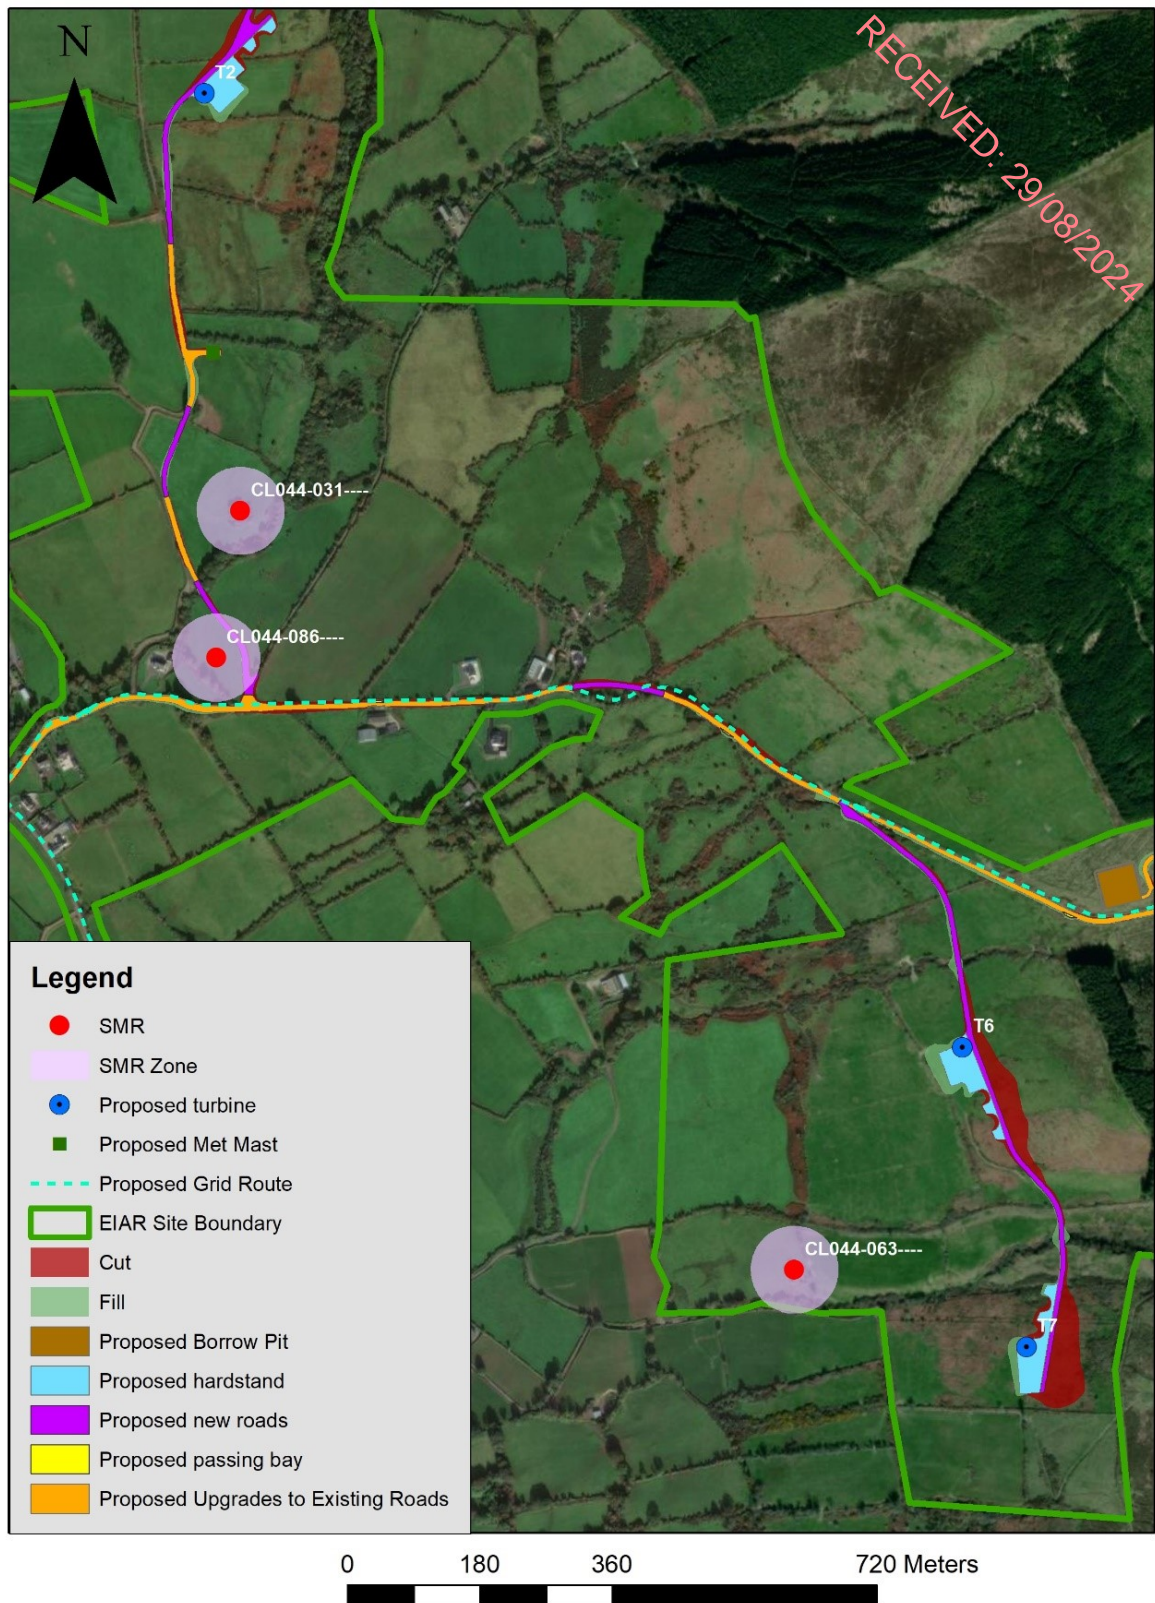 N
RECEIVED: 29/08/2024
T2
CL044-031----
CL044-086----
T6
CL044-063----
T7
Legend
SMR
SMR Zone
Proposed turbine
Proposed Met Mast
Proposed Grid Route
EIAR Site Boundary
Cut
Fill
Proposed Borrow Pit
Proposed hardstand
Proposed new roads
Proposed passing bay
Proposed Upgrades to Existing Roads
0 180 360 720 Meters